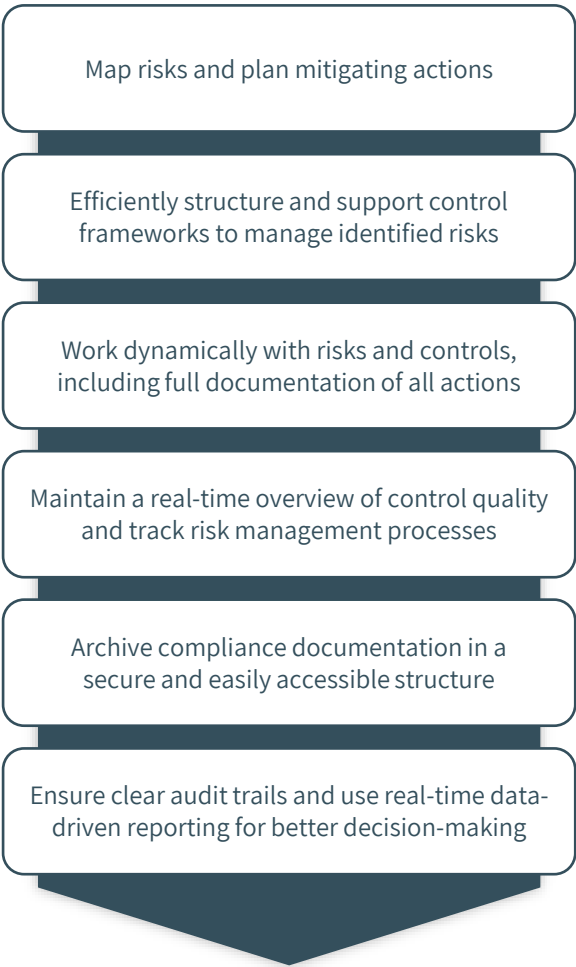 Map risks and plan mitigating actions
Efficiently structure and support control
frameworks to manage identified risks
Work dynamically with risks and controls,
including full documentation of all actions
Maintain a real-time overview of control quality
and track risk management processes
Archive compliance documentation in a
secure and easily accessible structure
Ensure clear audit trails and use real-time data-
driven reporting for better decision-making